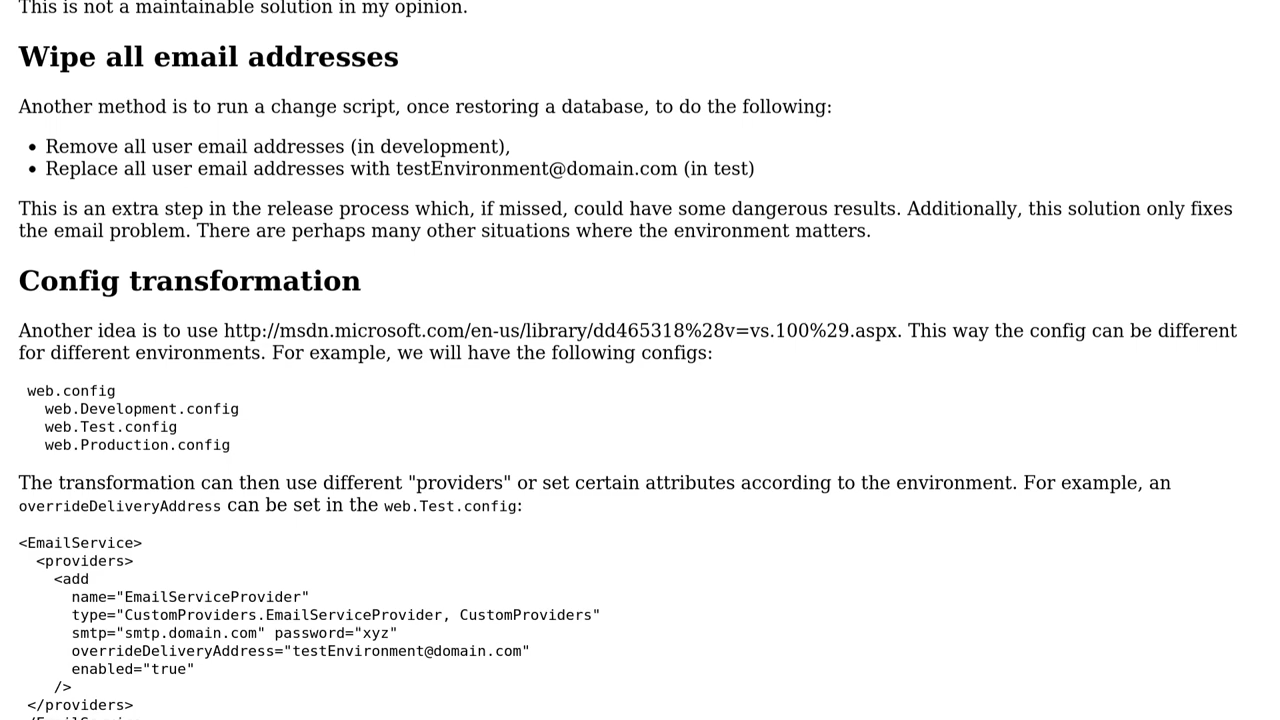 This is not a maintainable solution in my opinion.
Wipe all email addresses
Another method is to run a change script, once restoring a database, to do the following:
• Remove all user email addresses (in development),
• Replace all user email addresses with testEnvironment@domain.com (in test)
This is an extra step in the release process which, if missed, could have some dangerous results. Additionally, this solution only fixes
the email problem. There are perhaps many other situations where the environment matters.
Config transformation
Another idea is to use http://msdn.microsoft.com/en-us/library/dd465318%28v=vs.100%29.aspx. This way the config can be different
for different environments. For example, we will have the following configs:
web.config
web.Development.config
web.Test.config
web.Production.config
The transformation can then use different "providers" or set certain attributes according to the environment. For example, an
overrideDeliveryAddress can be set in the web.Test.config:
<EmailService>
<providers>
<add
name="EmailServiceProvider"
type="CustomProviders.EmailServiceProvider, CustomProviders"
smtp="smtp.domain.com" password="xyz"
overrideDeliveryAddress="testEnvironment@domain.com"
enabled="true"
/>
</providers>